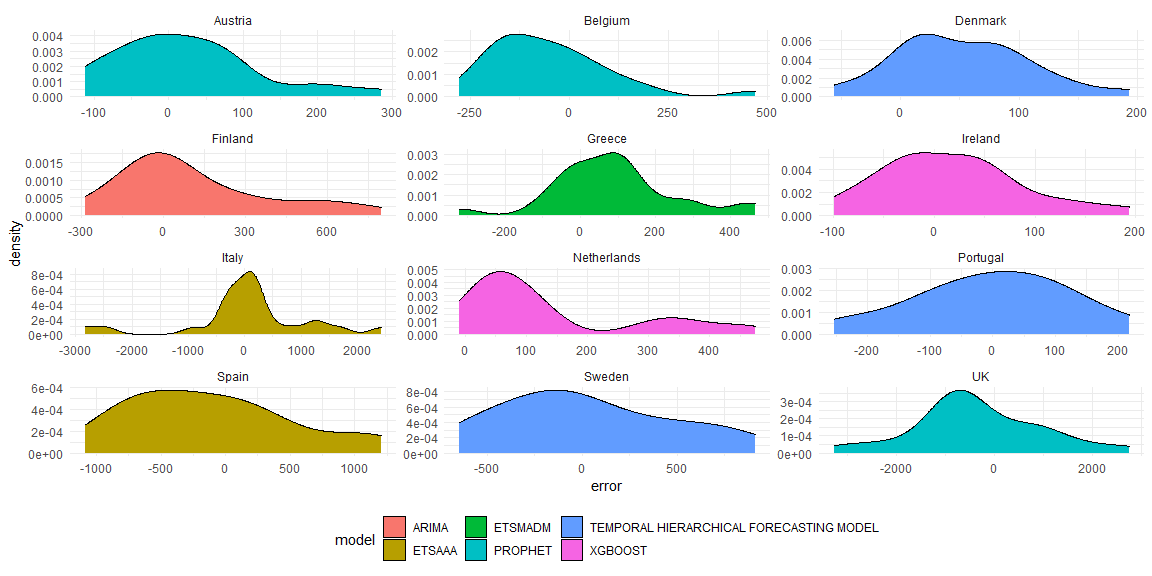 Austria Belgium Denmark
0.004 0.003 0.002 0.001 0.000
0.002 0.001 0.000
0.006 0.004 0.002 0.000
-100 0 100 200 300
-250 0 250 500
0 100 200
Finland Greece Ireland
0.0015 0.0010 0.0005 0.0000
0.003 0.002 0.001 0.000
0.004 0.002 0.000
-300 0 300 600
-200 0 200 400
-100 0 100 200
density
Italy Netherlands Portugal
8e-04 6e-04 4e-04 2e-04 0e+00
0.005 0.004 0.003 0.002 0.001 0.000
0.003 0.002 0.001 0.000
-3000 -2000 -1000 0 1000 2000
0 100 200 300 400
-200 -100 0 100 200
Spain Sweden UK
6e-04 4e-04 2e-04 0e+00
8e-04 6e-04 4e-04 2e-04 0e+00
3e-04 2e-04 1e-04 0e+00
-1000 -500 0 500 1000
-500 0 500
-2000 0 2000
error
model
ARIMA ETSMADM TEMPORAL HIERARCHICAL FORECASTING MODEL
ETSAAA PROPHET XGBOOST